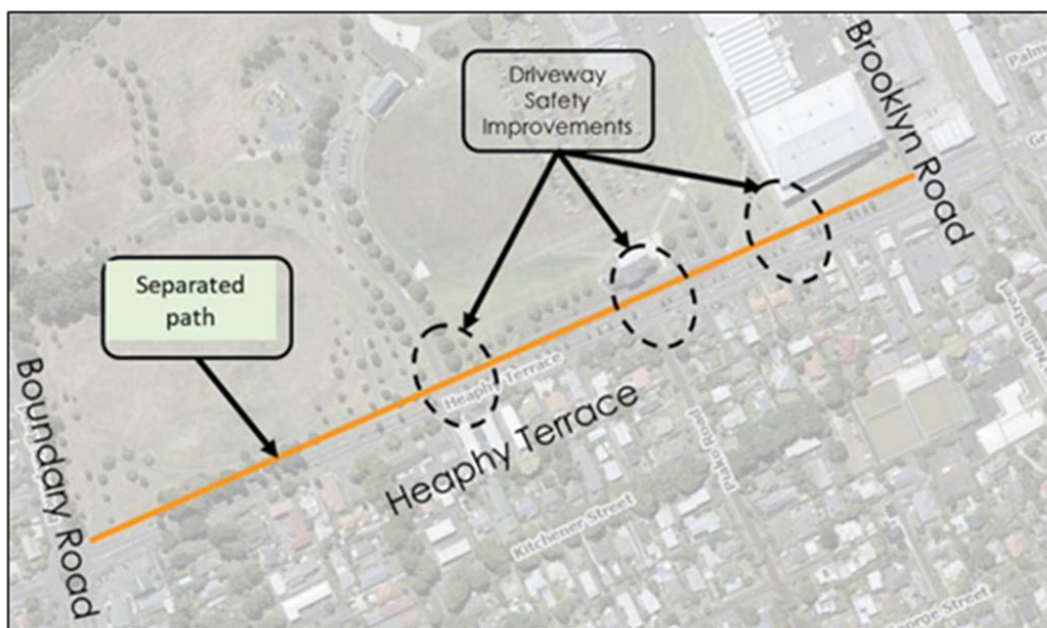 Driveway
Safety
Improvements
Brooklyn Road
Separated
path
Boundary Road
Heaphy Terrace
Heaphy Terrace
Kitchener Street